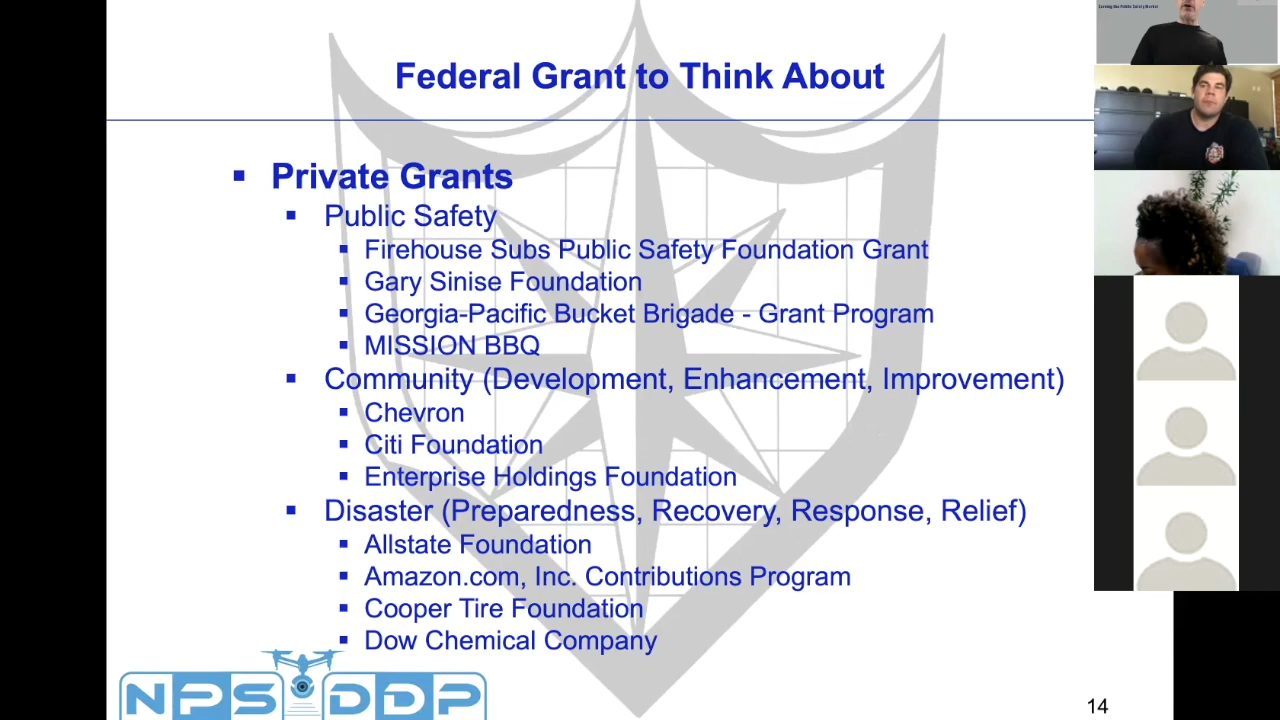 Federal Grant to Think About
Private Grants
Public Safety
Firehouse Subs Public Safety Foundation Grant
Gary Sinise Foundation
Georgia-Pacific Bucket Brigade - Grant Program
MISSION BBQ
Community (Development, Enhancement, Improvement)
Chevron
Citi Foundation
Enterprise Holdings Foundation
Disaster (Preparedness, Recovery, Response, Relief)
Allstate Foundation
Amazon.com, Inc. Contributions Program
Cooper Tire Foundation
Dow Chemical Company
NPS DDP
14